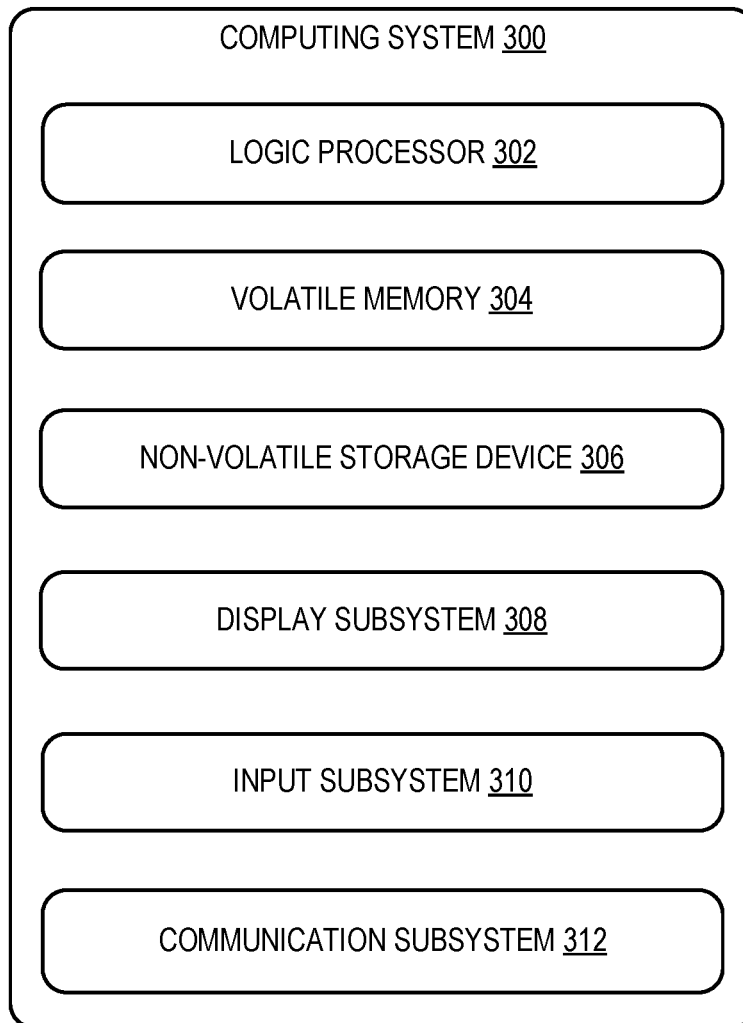 COMPUTING SYSTEM 300
LOGIC PROCESSOR 302
VOLATILE MEMORY 304
NON-VOLATILE STORAGE DEVICE 306
DISPLAY SUBSYSTEM 308
INPUT SUBSYSTEM 310
COMMUNICATION SUBSYSTEM 312